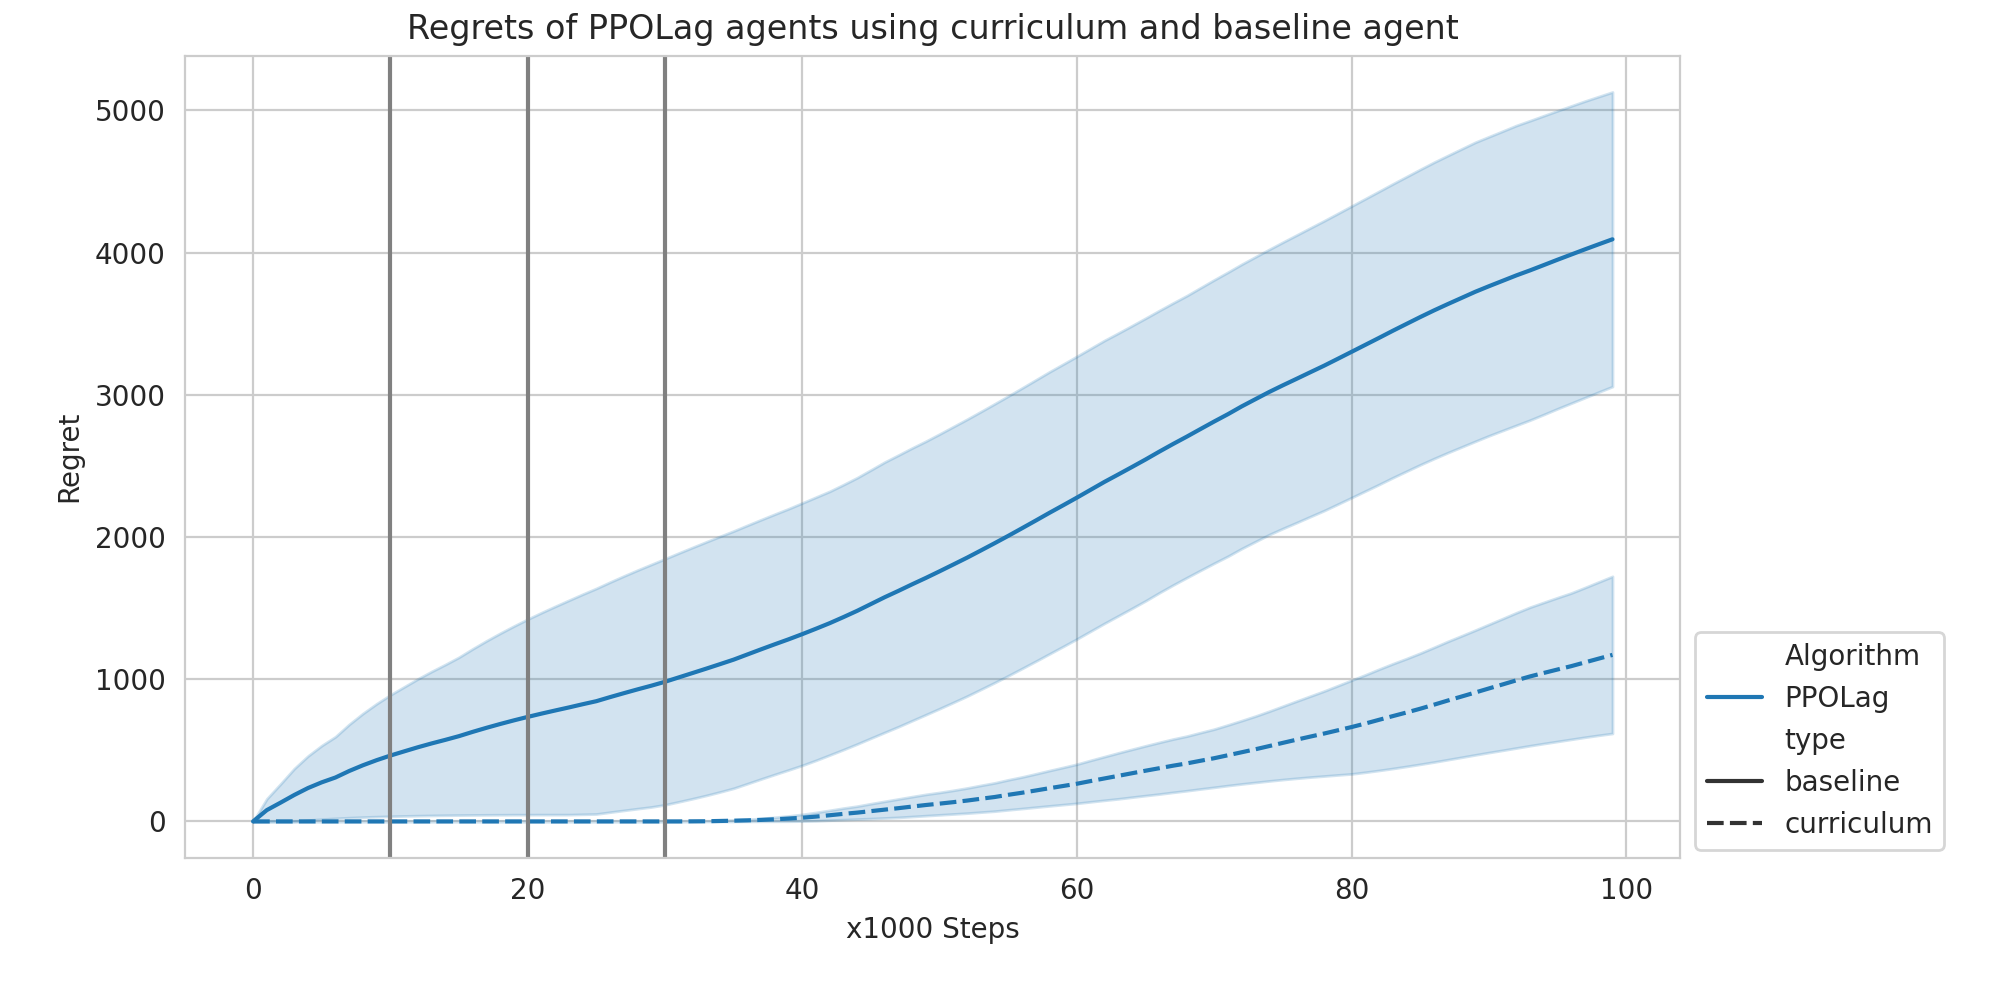 Regrets of PPOLag agents using curriculum and baseline agent
5000
4000
3000
2000
1000
0
Regret
0 20 40 60 80 100
x1000 Steps
Algorithm
PPOLag
type
baseline
curriculum